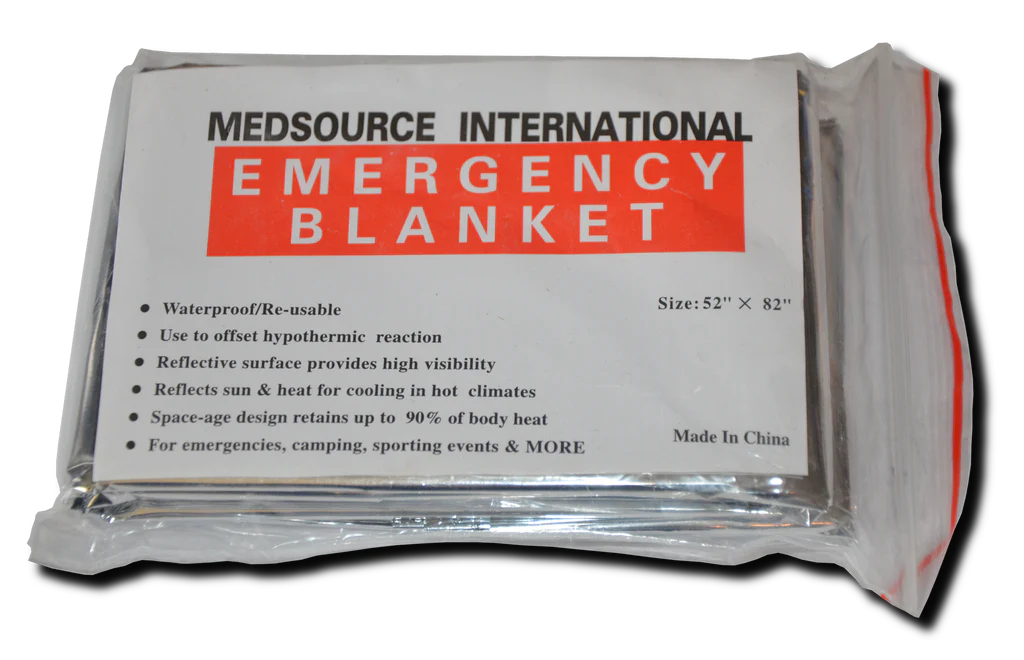 MEDSOURCE INTERNATIONAL
EMERGENCY
BLANKET
Size: 52" × 82"
• Waterproof/Re-usable
• Use to offset hypothermic reaction
• Reflective surface provides high visibility
• Reflects sun & heat for cooling in hot climates
• Space-age design retains up to 90% of body heat
• For emergencies, camping, sporting events & MORE
Made In China